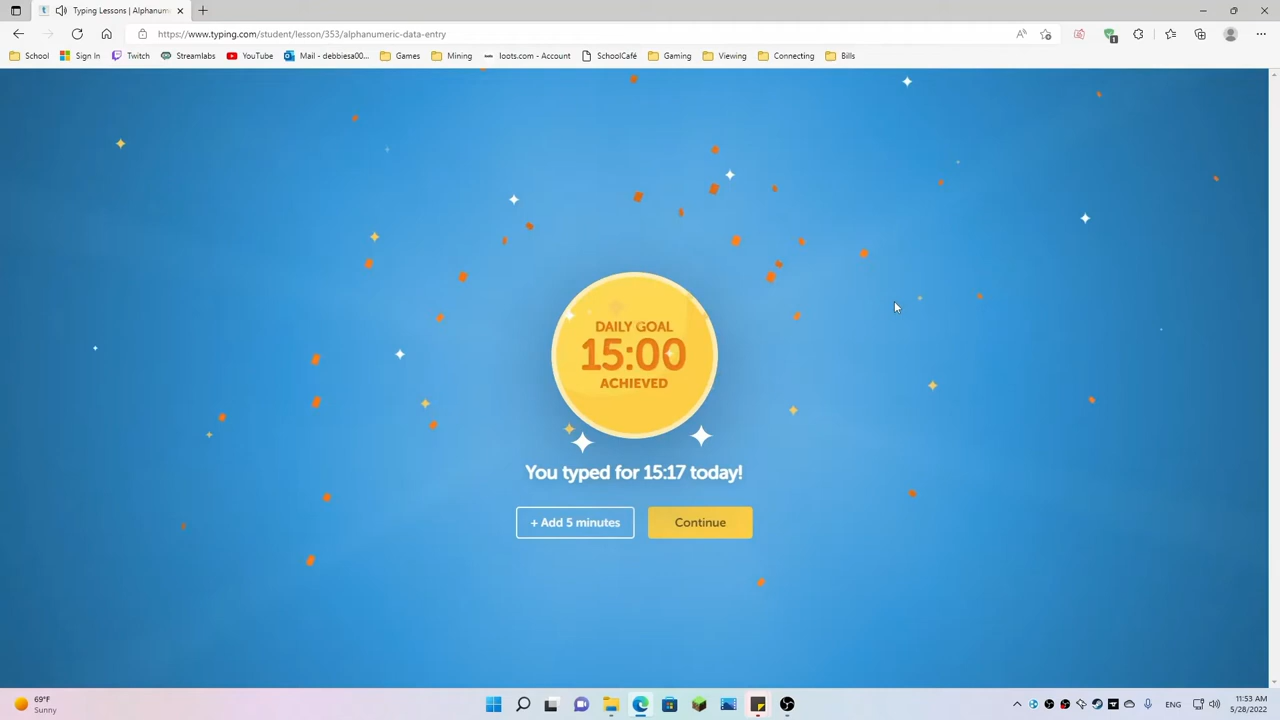 Typing Lessons | Alphanum
https://www.typing.com/student/lesson/353/alphanumeric-data-entry
School
Sign In
Twitch
Streamlabs
YouTube
Mail - debbiesa00...
Games
Mining
loots.com - Account
SchoolCafé
Gaming
Viewing
Connecting
Bills
DAILY GOAL
15:00
ACHIEVED
You typed for 15:17 today!
+ Add 5 minutes
Continue
69°F
Sunny
ENG
11:53 AM
5/28/2022